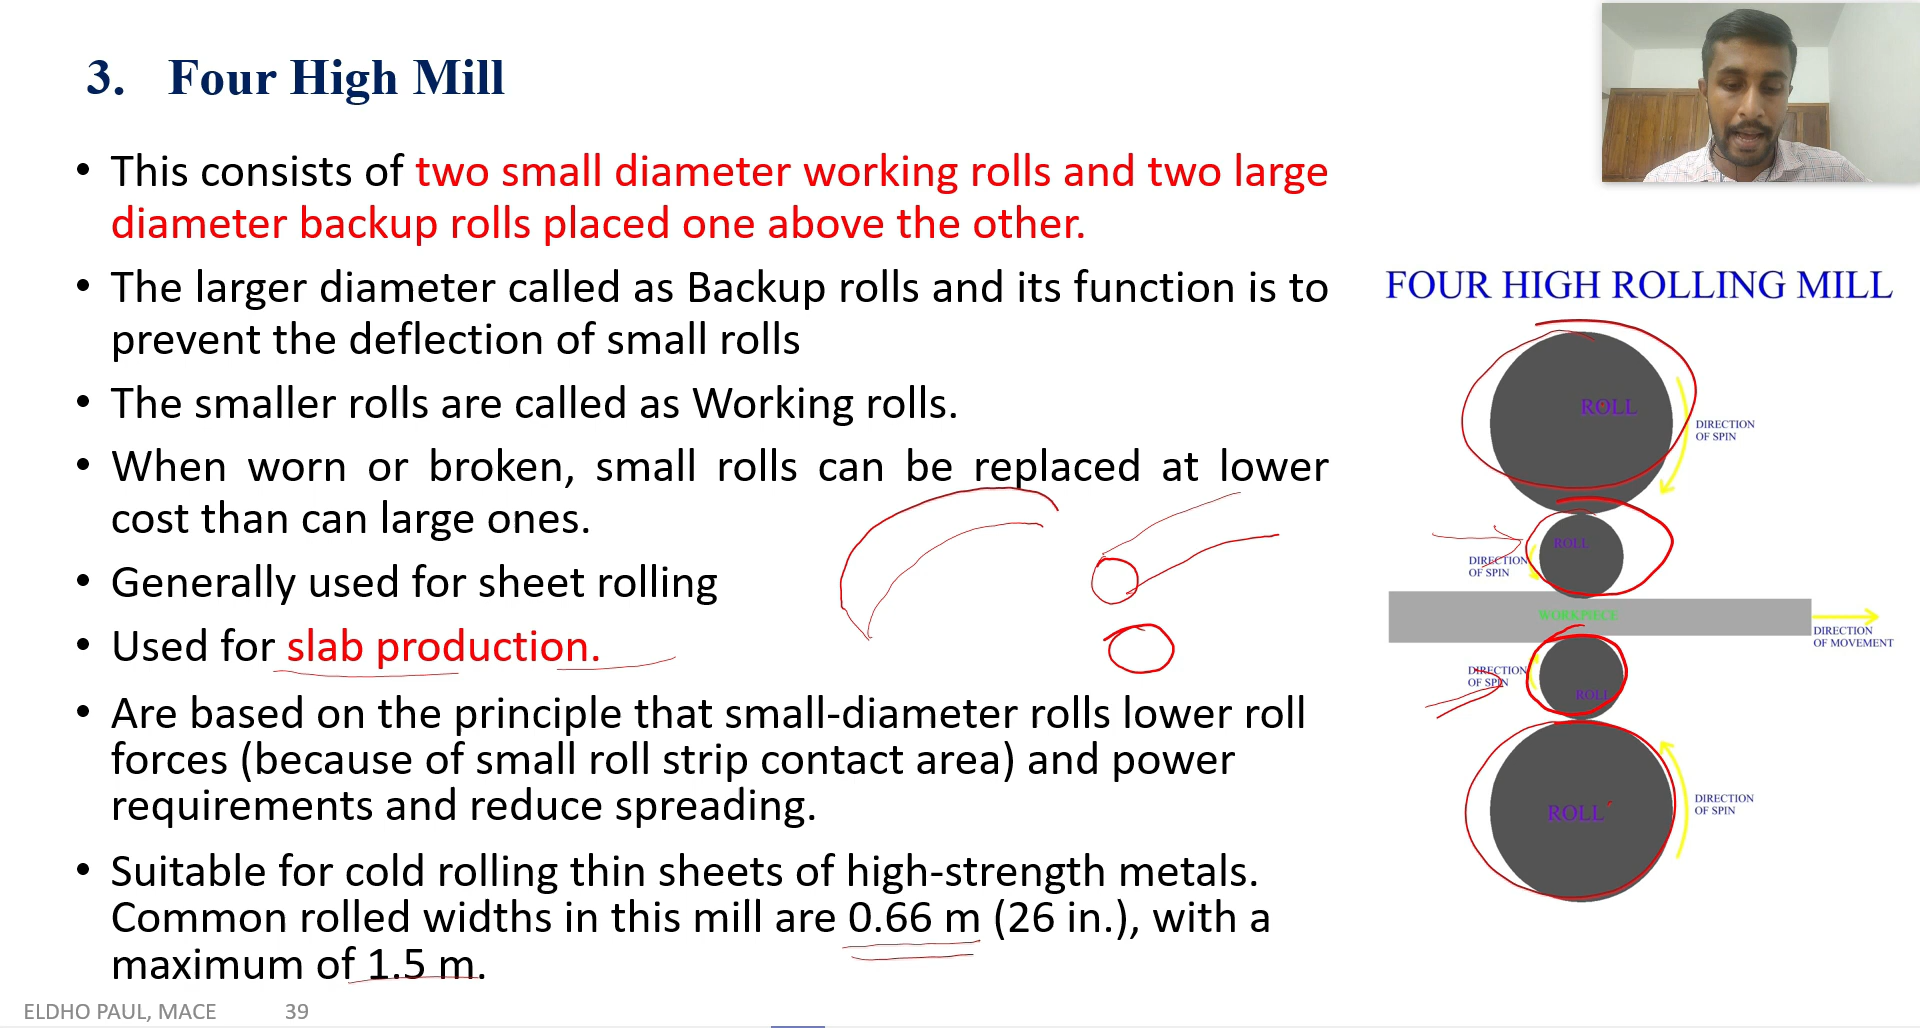 3. Four High Mill
• This consists of two small diameter working rolls and two large
diameter backup rolls placed one above the other.
• The larger diameter called as Backup rolls and its function is to
prevent the deflection of small rolls
• The smaller rolls are called as Working rolls.
• When worn or broken, small rolls can be replaced at lower
cost than can large ones.
• Generally used for sheet rolling
• Used for slab production.
• Are based on the principle that small-diameter rolls lower roll
forces (because of small roll strip contact area) and power
requirements and reduce spreading.
• Suitable for cold rolling thin sheets of high-strength metals.
Common rolled widths in this mill are 0.66 m (26 in.), with a
maximum of 1.5 m.
FOUR HIGH ROLLING MILL
ROLL
DIRECTION
OF SPIN
ROLL
DIRECTION
OF SPIN
WORKPIECE
DIRECTION
OF MOVEMENT
DIRECTION
OF SPIN
ROLL
ROLL
DIRECTION
OF SPIN
ELDHO PAUL, MACE 39